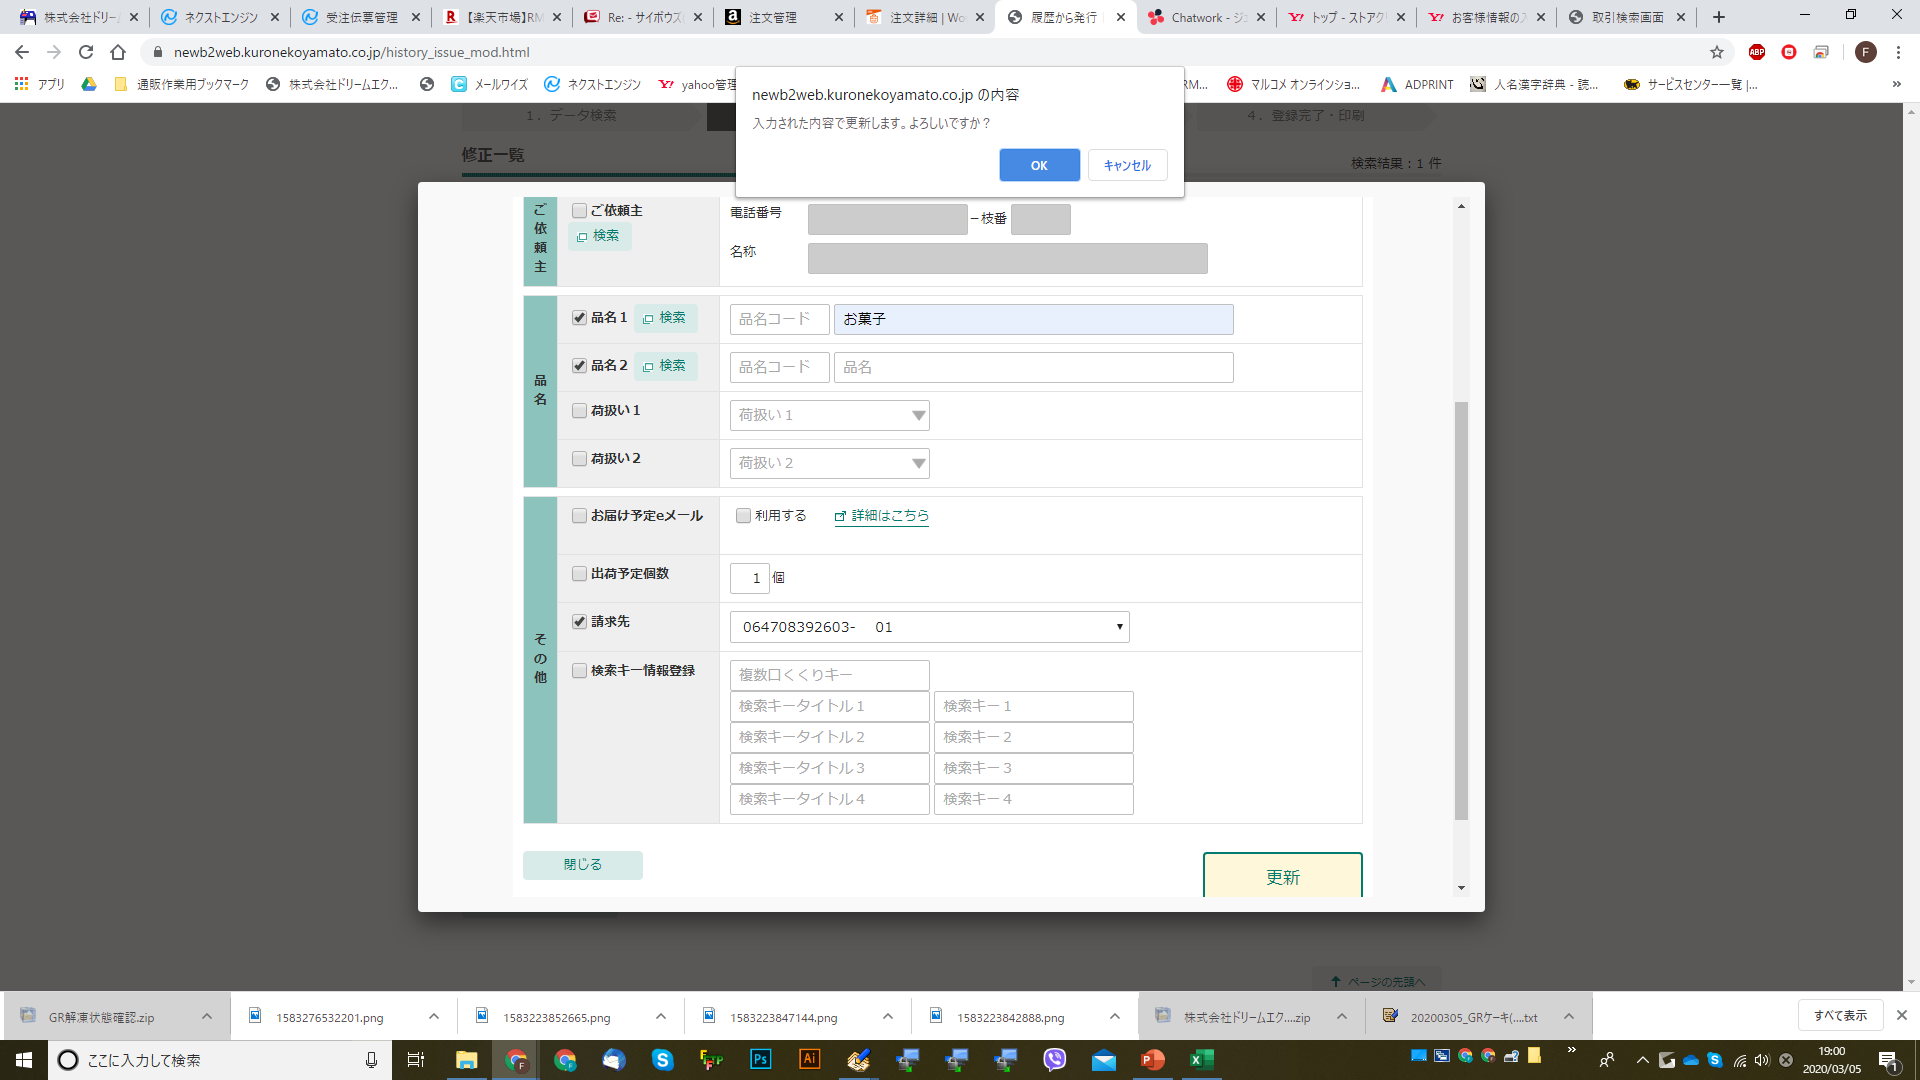 株式会社ドリーム
ネクストエンジン
受注伝票管理
【楽天市場】RM
Re: - サイボウズ
注文管理
注文詳細 | Wo
履歴から発行
Chatwork - ジ
トップ - ストアク
お客様情報の
取引検索画面
newb2web.kuronekoyamato.co.jp/history_issue_mod.html
アプリ
通販作業用ブックマーク
株式会社ドリームエク...
メールワイズ
ネクストエンジン
yahoo管理
RM...
マルコメ オンラインショ...
ADPRINT
人名漢字辞典 - 読...
サービスセンター一覧 |...
newb2web.kuronekoyamato.co.jp の内容
入力された内容で更新します。よろしいですか？
OK
キャンセル
1．データ検索
4．登録完了・印刷
修正一覧
検索結果：1 件
ご依頼主
ご依頼主
検索
電話番号
－枝番
名称
品名
品名１
検索
品名コード
お菓子
品名２
検索
品名コード
品名
荷扱い１
荷扱い１
荷扱い２
荷扱い２
その他
お届け予定eメール
利用する
詳細はこちら
出荷予定個数
1 個
請求先
064708392603- 01
検索キー情報登録
複数口くくりキー
検索キータイトル１
検索キー１
検索キータイトル２
検索キー２
検索キータイトル３
検索キー３
検索キータイトル４
検索キー４
閉じる
更新
ページの先頭へ
GR解凍状態確認.zip
1583276532201.png
1583223852665.png
1583223847144.png
1583223842888.png
株式会社ドリームエク....zip
20200305_GRケーキ(....txt
すべて表示
ここに入力して検索
19:00
2020/03/05